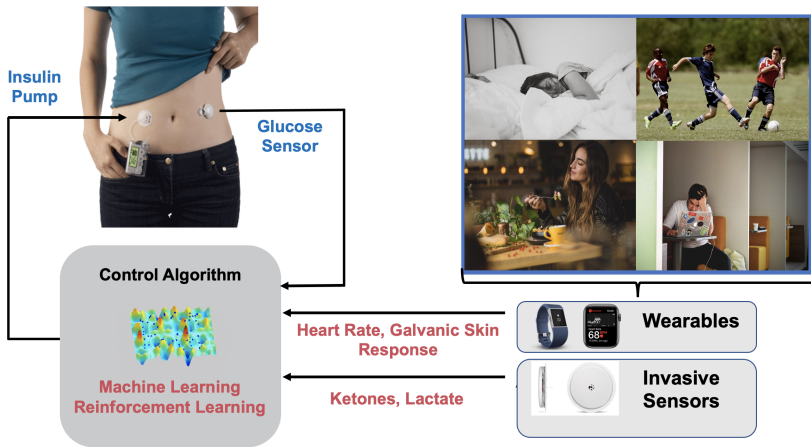 Insulin
Pump
Glucose
Sensor
Control Algorithm
Machine Learning
Reinforcement Learning
Heart Rate, Galvanic Skin
Response
Ketones, Lactate
Wearables
68
Invasive
Sensors